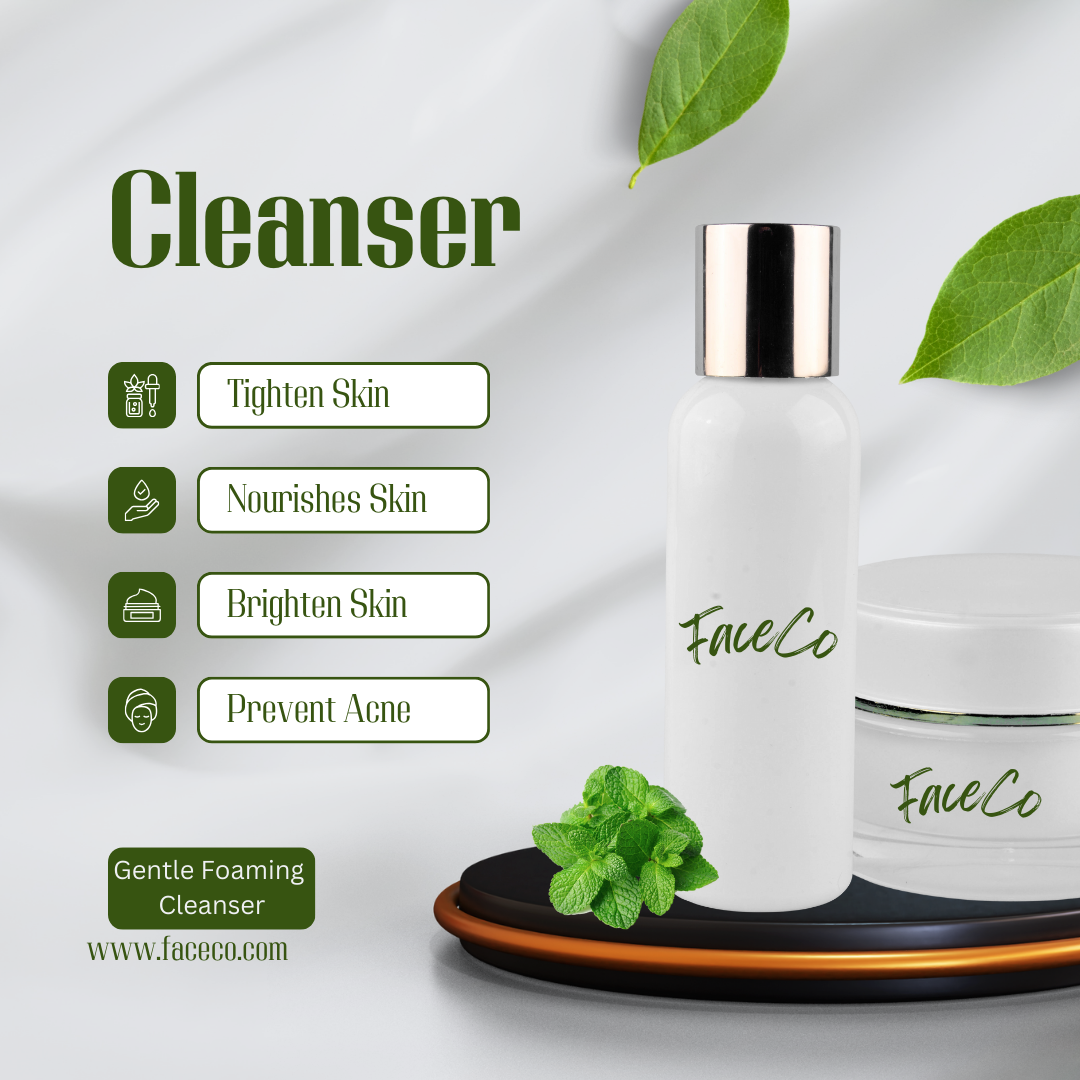 Cleanser
Tighten Skin
Nourishes Skin
Brighten Skin
Prevent Acne
FaceCo
FaceCo
Gentle Foaming
Cleanser
www.faceco.com